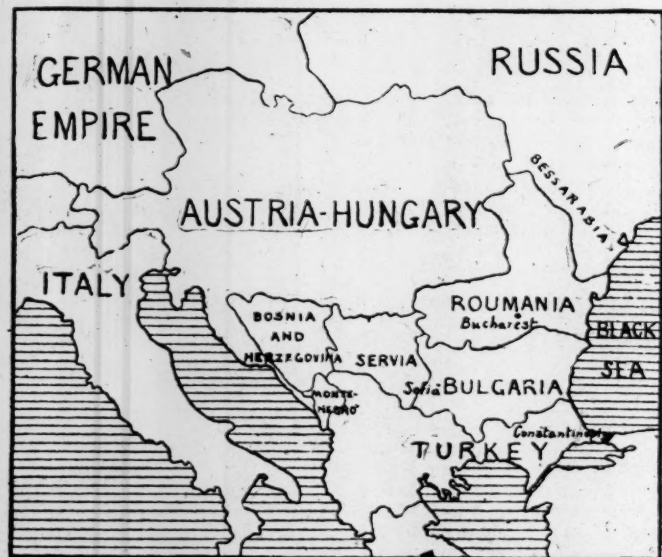 GERMAN
EMPIRE
RUSSIA
BESSARABIA
AUSTRIA-HUNGARY
ITALY
ROUMANIA
Bucharest
BLACK
SEA
BOSNIA
AND
HERZEGOVINA
SERVIA
MONTE-
NEGRO
Sofia
BULGARIA
Constantinople
TURKEY